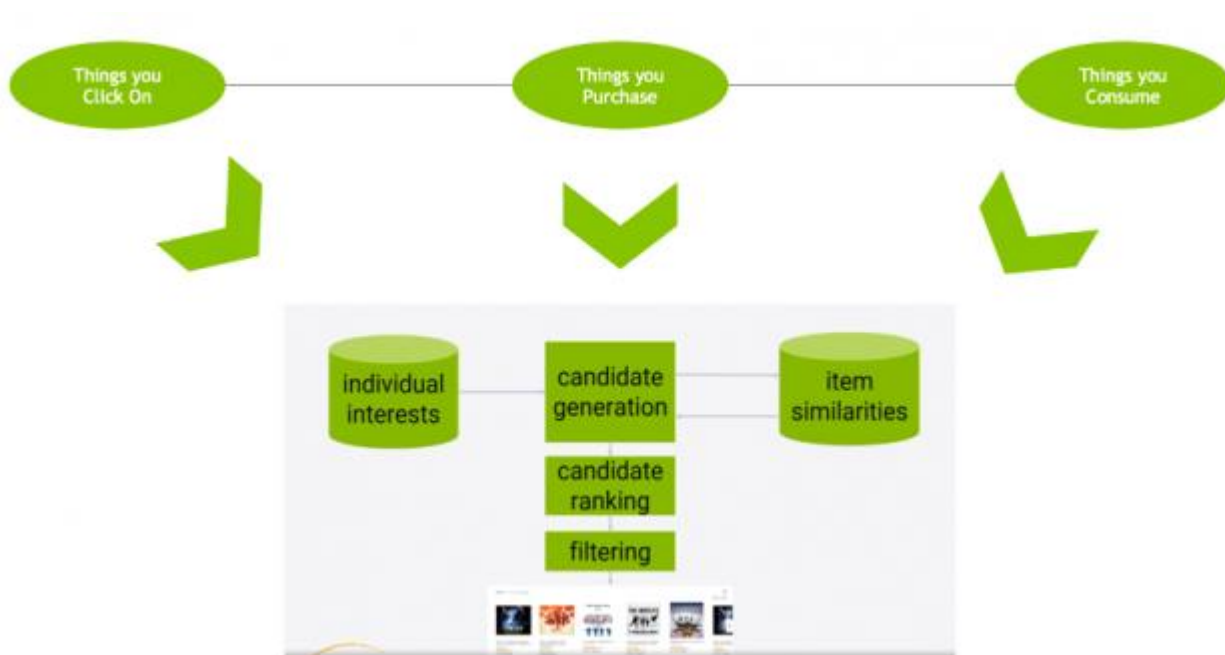 Things you
Click On
Things you
Purchase
Things you
Consume
individual
interests
candidate
generation
item
similarities
candidate
ranking
filtering